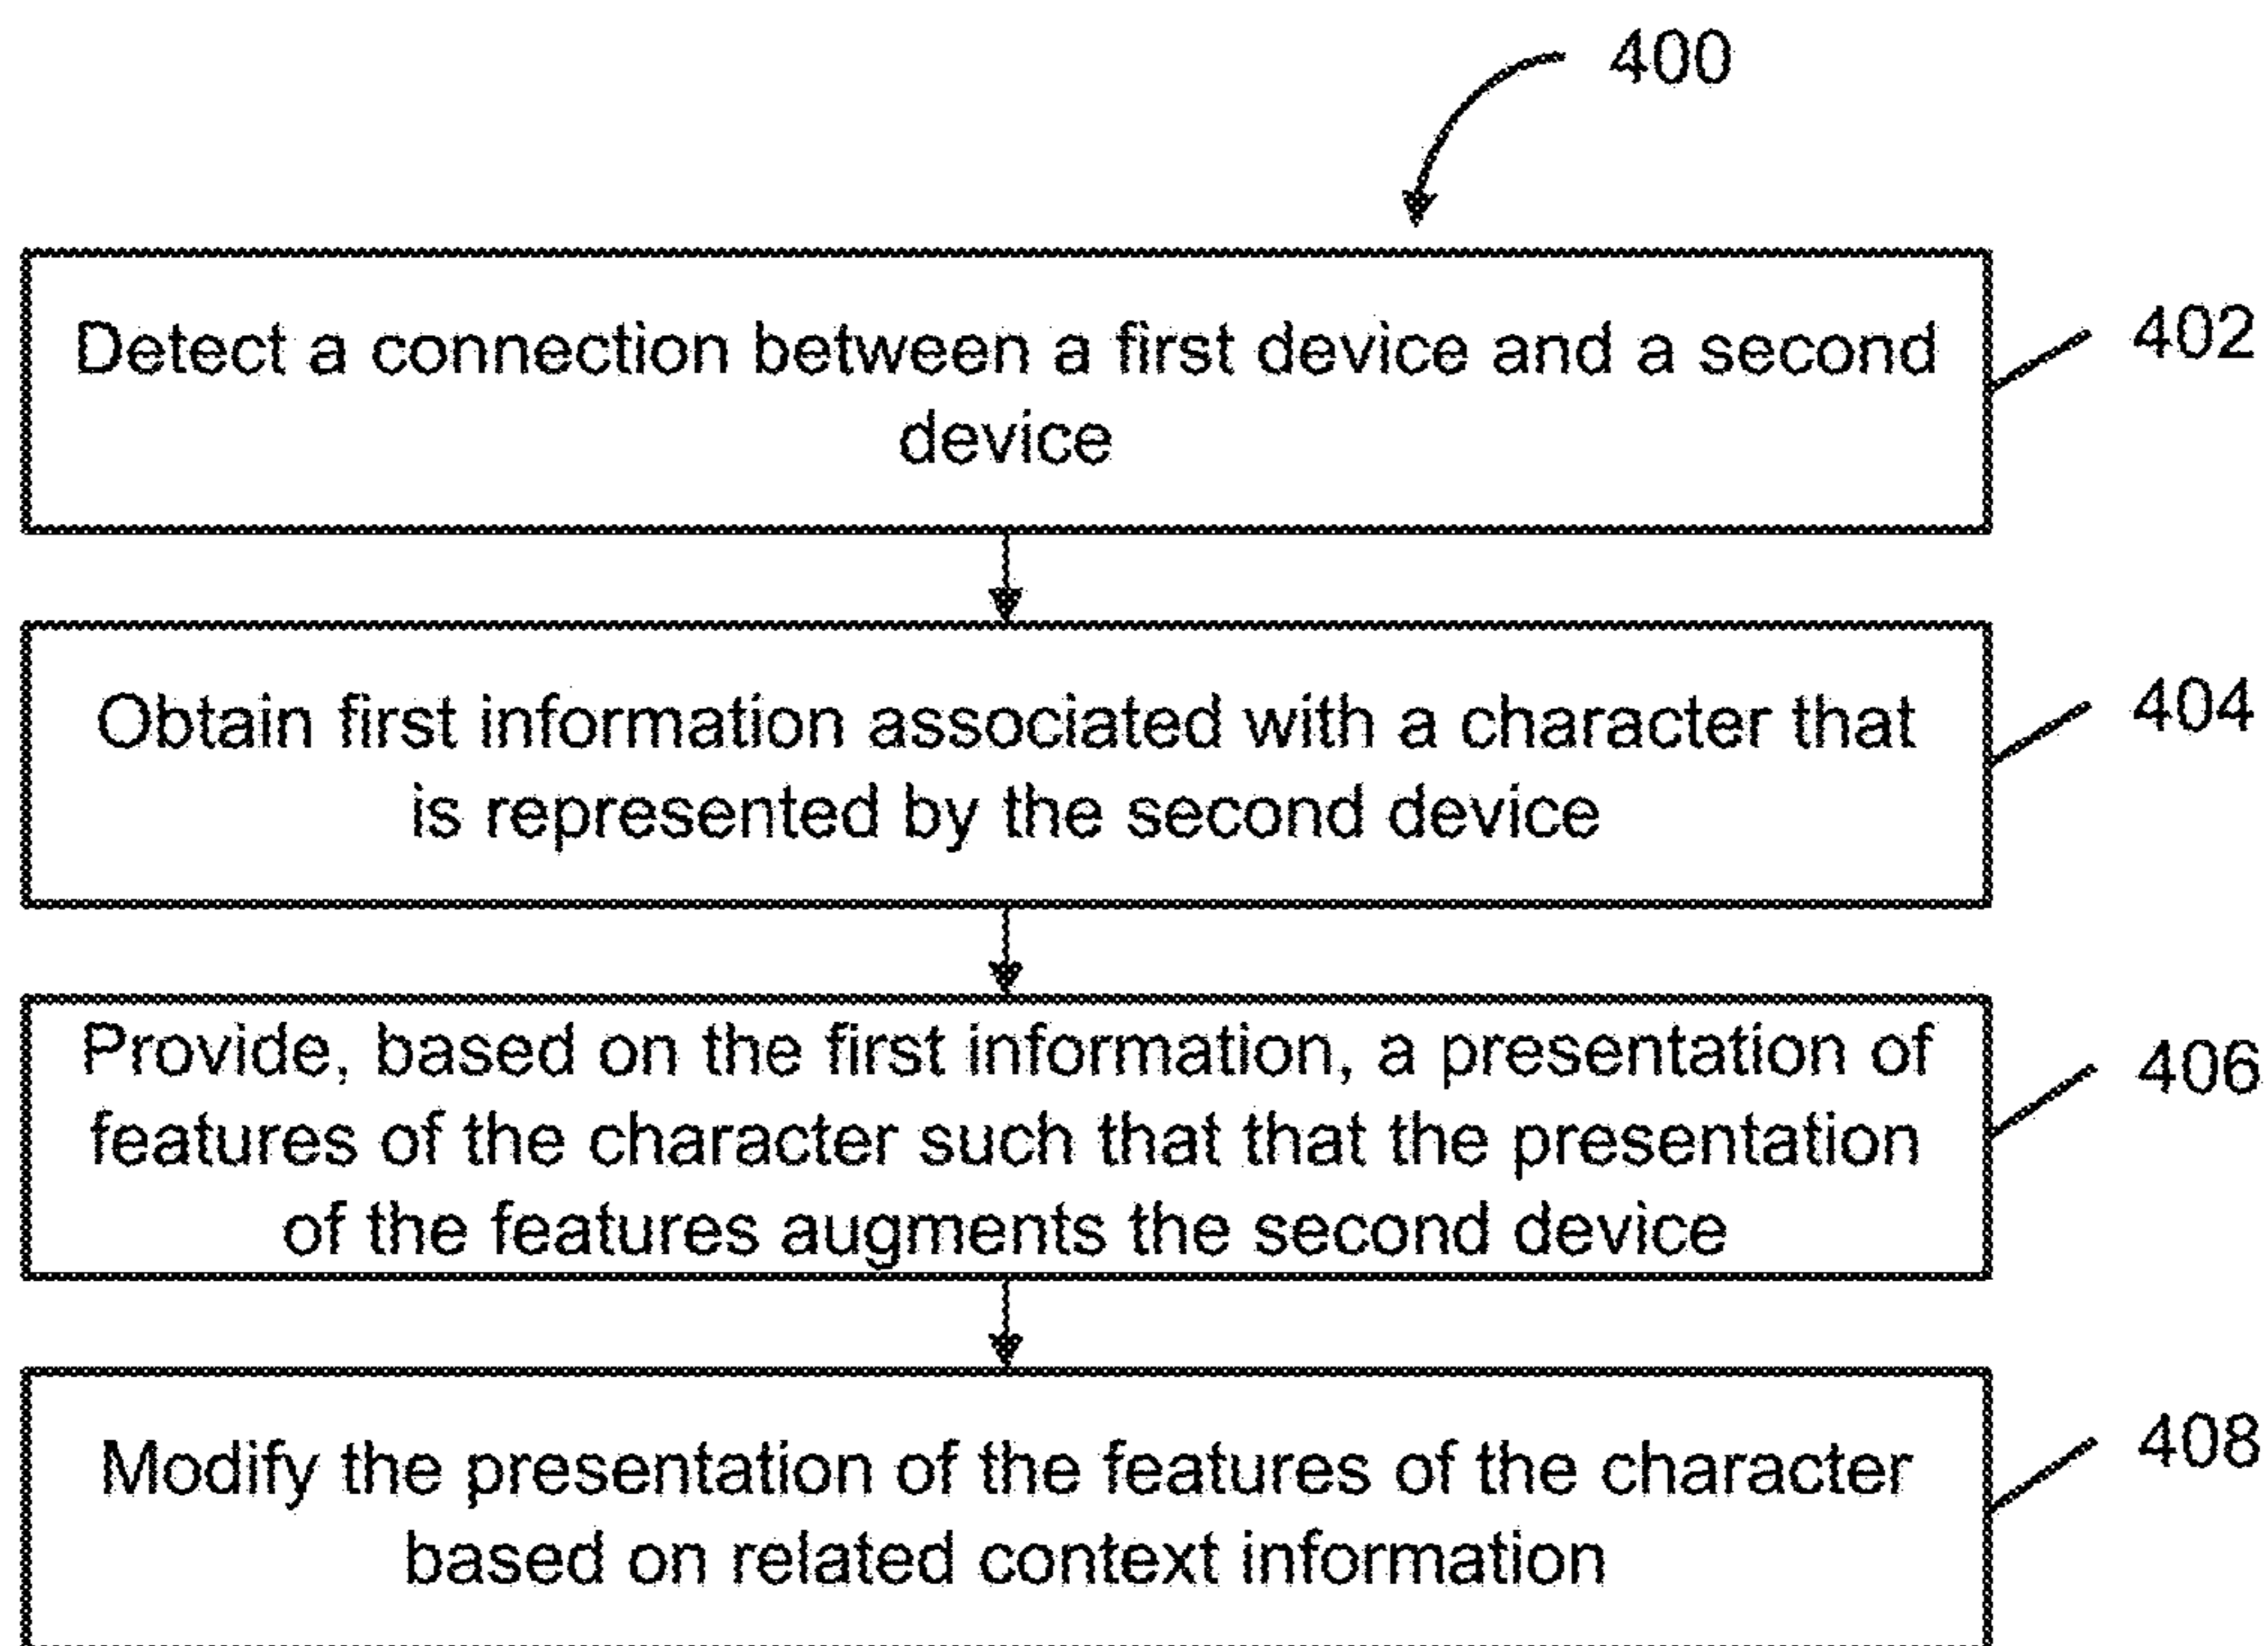 400
Detect a connection between a first device and a second
device
402
Obtain first information associated with a character that
is represented by the second device
404
Provide, based on the first information, a presentation of
features of the character such that that the presentation
of the features augments the second device
406
Modify the presentation of the features of the character
based on related context information
408